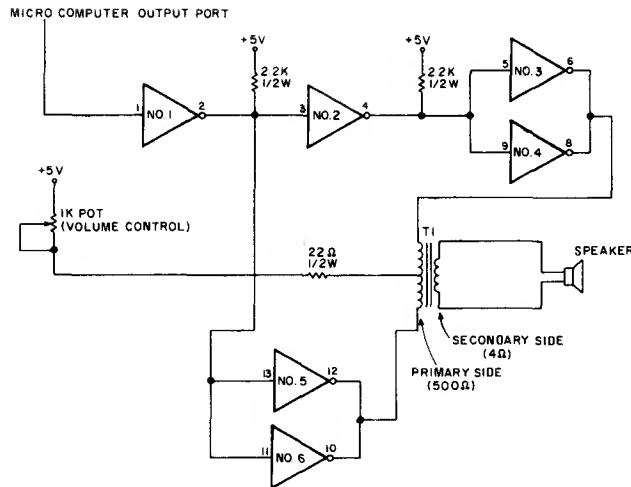 MICRO COMPUTER OUTPUT PORT
+5V
2.2K
1/2W
+5V
2.2K
1/2W
1
NO.1
2
3
NO.2
4
5
NO.3
6
9
NO.4
8
+5V
1K POT
(VOLUME CONTROL)
22Ω
1/2W
T1
SPEAKER
SECONDARY SIDE
(4Ω)
PRIMARY SIDE
(500Ω)
13
NO.5
12
11
NO.6
10